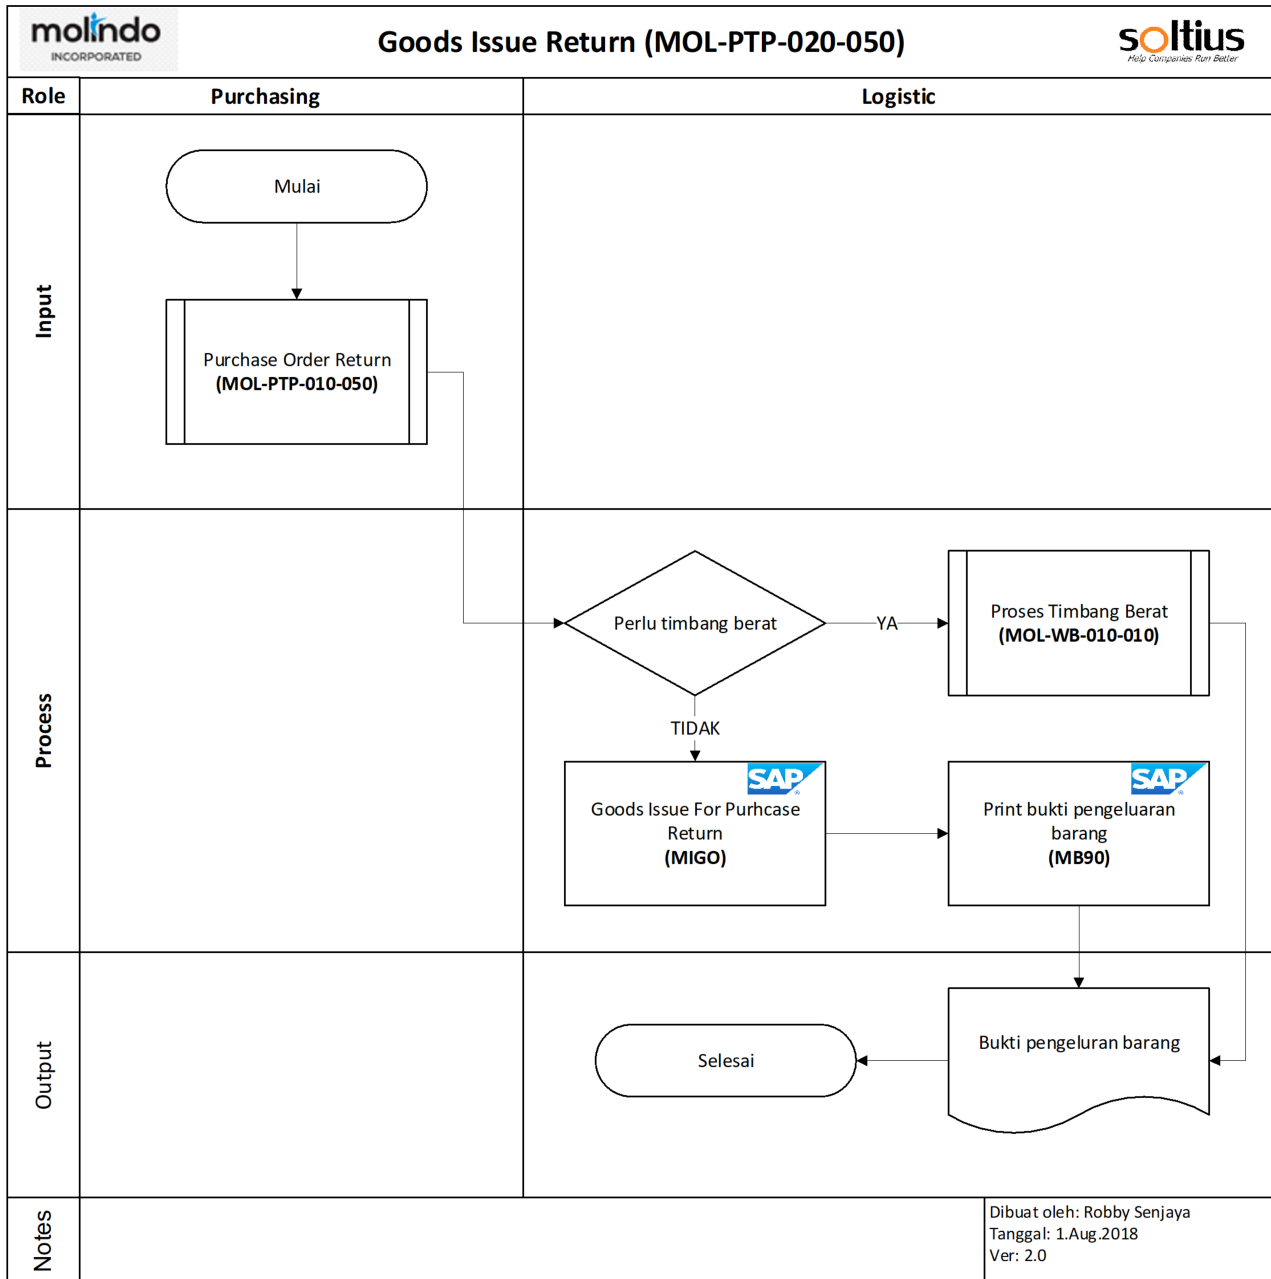 molindo
INCORPORATED
Goods Issue Return (MOL-PTP-020-050)
soltius
Help Companies Run Better
Role
Purchasing
Logistic
Input
Mulai
Purchase Order Return
(MOL-PTP-010-050)
Process
Perlu timbang berat
YA
Proses Timbang Berat
(MOL-WB-010-010)
TIDAK
SAP
Goods Issue For Purhcase
Return
(MIGO)
SAP
Print bukti pengeluaran
barang
(MB90)
Output
Bukti pengeluran barang
Selesai
Notes
Dibuat oleh: Robby Senjaya
Tanggal: 1.Aug.2018
Ver: 2.0